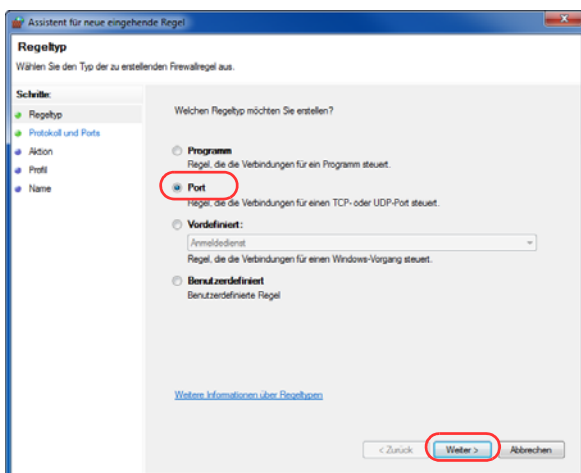 Assistent für neue eingehende Regel
Regeltyp
Wählen Sie den Typ der zu erstellenden Firewallregel aus.
Schritte:
Regeltyp
Protokoll und Ports
Aktion
Profil
Name
Welchen Regeltyp möchten Sie erstellen?
Programm
Regel, die die Verbindungen für ein Programm steuert.
Port
Regel, die die Verbindungen für einen TCP- oder UDP-Port steuert.
Vordefiniert:
Anmeldedienst
Regel, die die Verbindungen für einen Windows-Vorgang steuert.
Benutzerdefiniert
Benutzerdefinierte Regel
Weitere Informationen über Regeltypen
< Zurück
Weiter >
Abbrechen